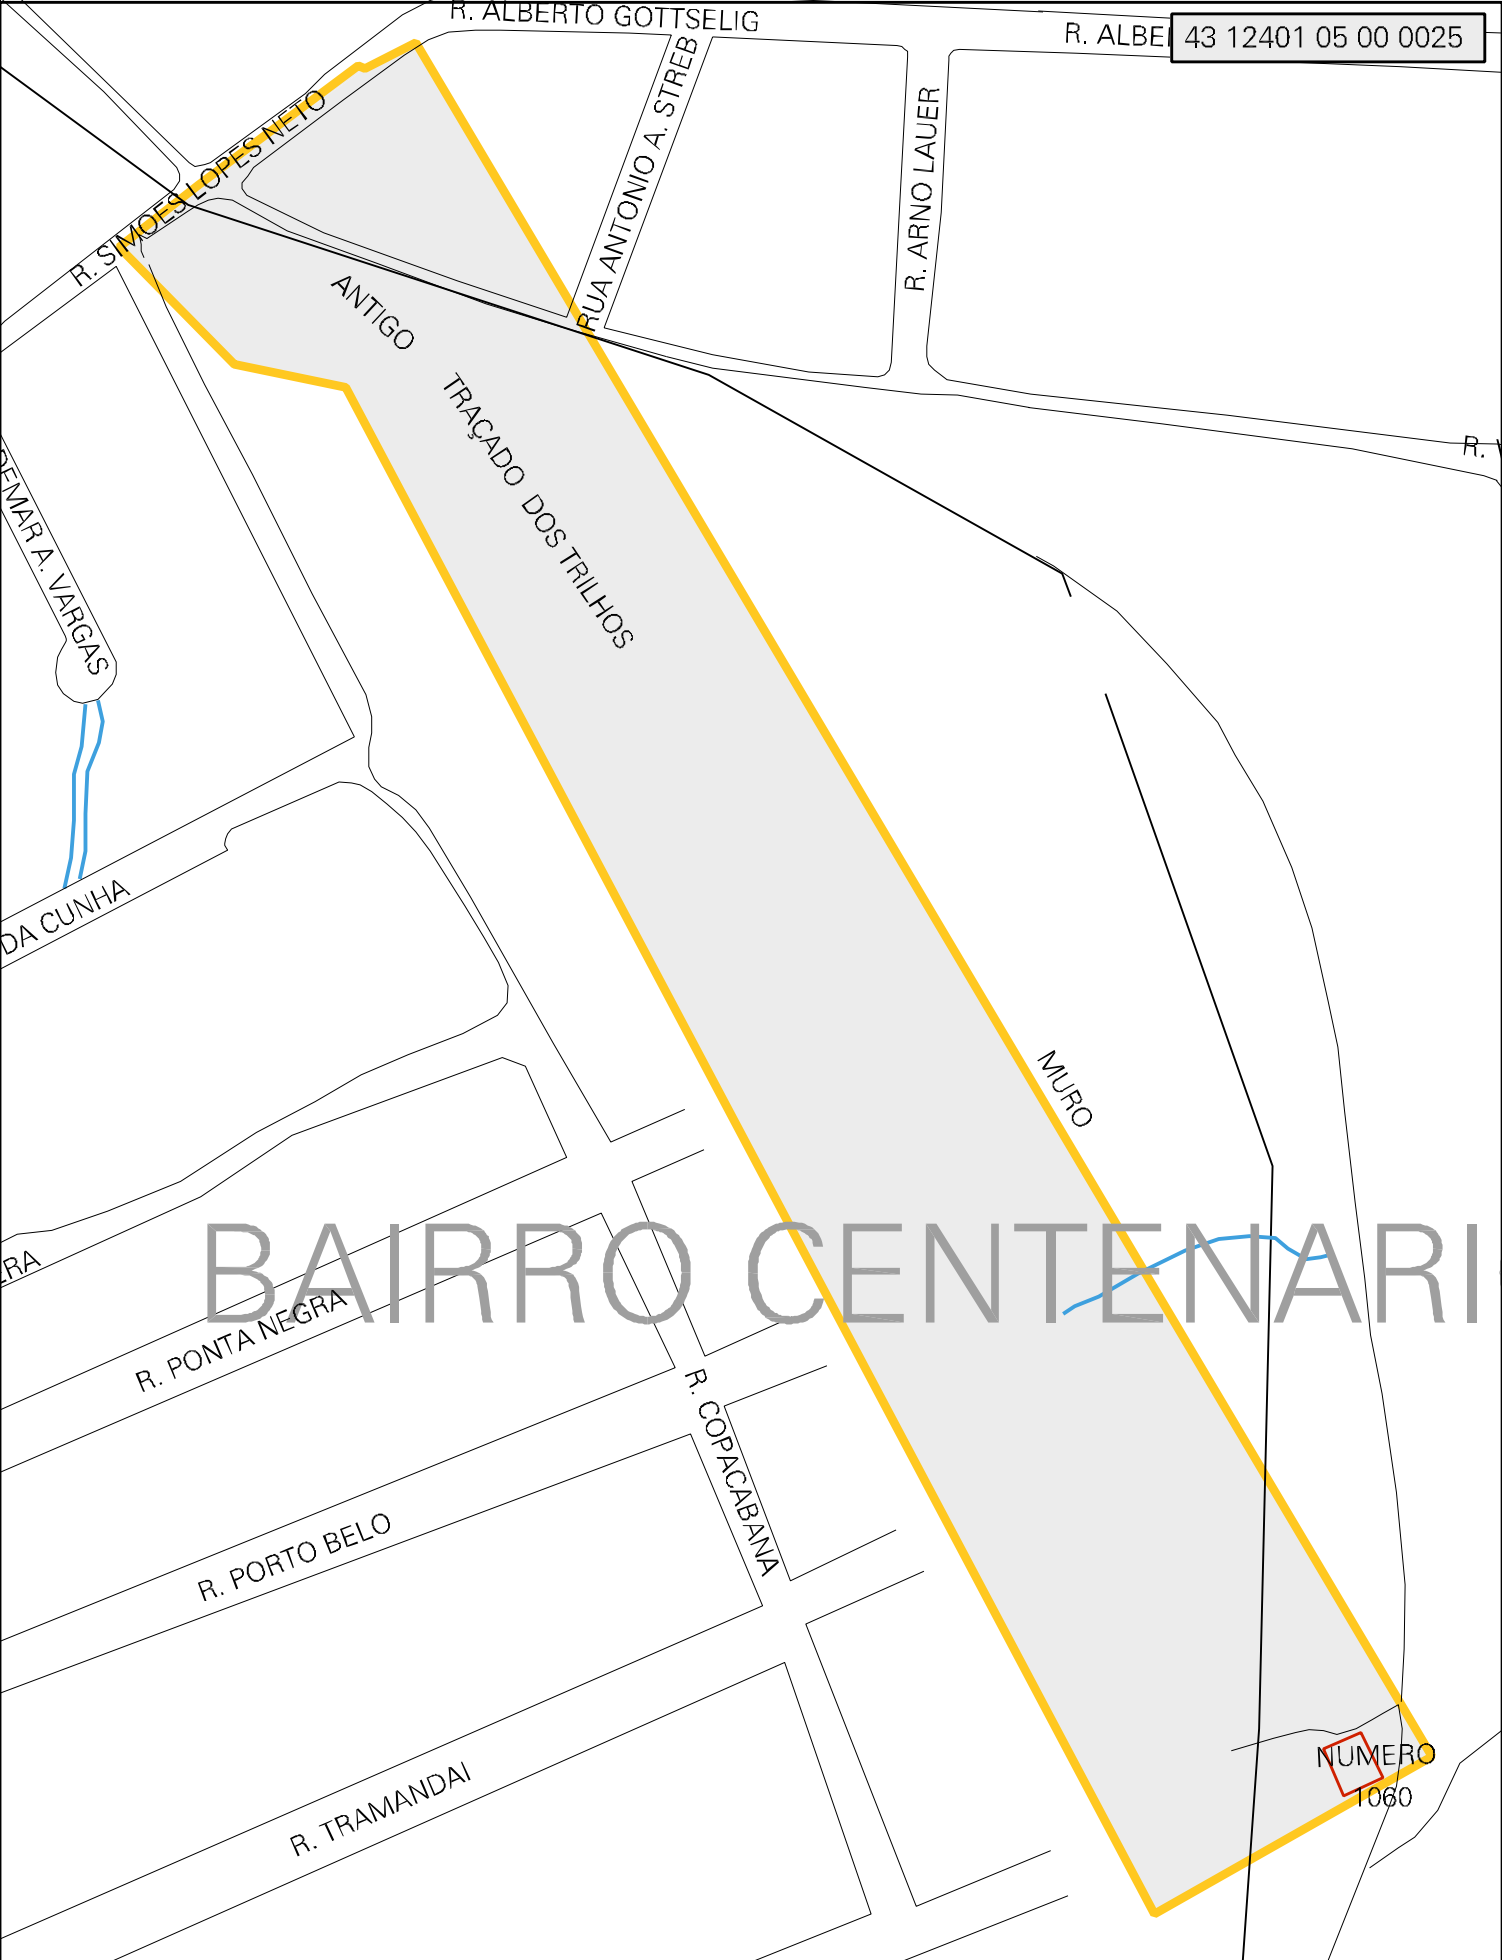 R. ALBERTO GOTTSELIG
43 12401 05 00 0025
RUA ANTONIO A. STREB
R. ARNO LAUER
R. SIMOES LOPES NETO
ANTIGO
TRAÇADO DOS TRILHOS
R.
A. VARGAS
DA CUNHA
MURO
BAIRRO CENTENARI
R. PONTA NEGRA
R. COPACABANA
R. PORTO BELO
R. TRAMANDAI
NUMERO
1060